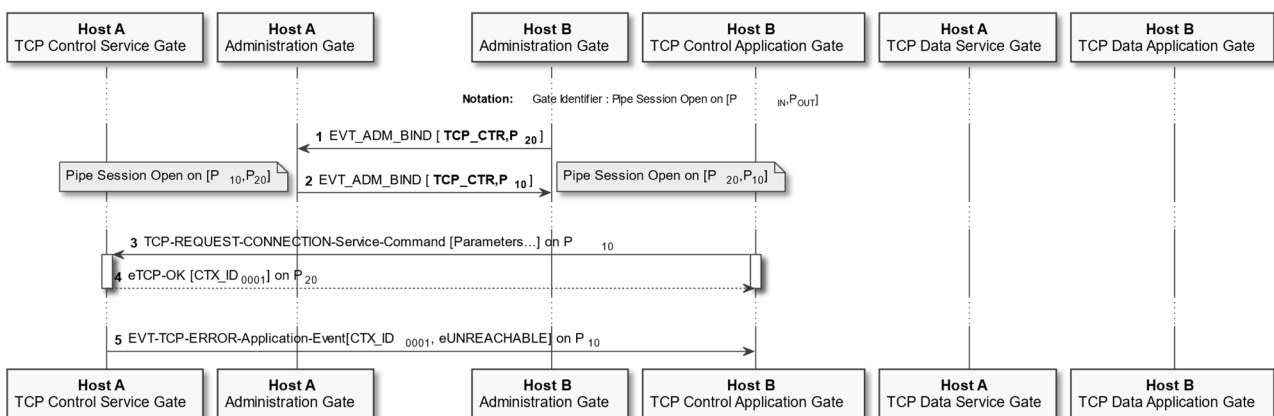 Host A
TCP Control Service Gate
Host A
Administration Gate
Host B
Administration Gate
Host B
TCP Control Application Gate
Host A
TCP Data Service Gate
Host B
TCP Data Application Gate
Notation: Gate Identifier : Pipe Session Open on [P IN,POUT]
1 EVT_ADM_BIND [ TCP_CTR,P 20]
Pipe Session Open on [P 10,P20]
2 EVT_ADM_BIND [ TCP_CTR,P 10]
Pipe Session Open on [P 20,P10]
3 TCP-REQUEST-CONNECTION-Service-Command [Parameters...] on P 10
4 eTCP-OK [CTX_ID 0001] on P 20
5 EVT-TCP-ERROR-Application-Event[CTX_ID 0001, eUNREACHABLE] on P 10
Host A
TCP Control Service Gate
Host A
Administration Gate
Host B
Administration Gate
Host B
TCP Control Application Gate
Host A
TCP Data Service Gate
Host B
TCP Data Application Gate